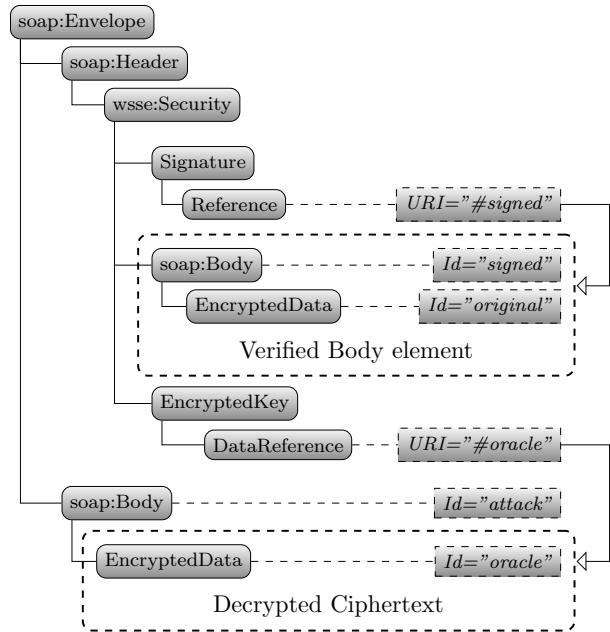 soap:Envelope
soap:Header
wsse:Security
Signature
Reference URI="#signed"
soap:Body Id="signed"
EncryptedData Id="original"
Verified Body element
EncryptedKey
DataReference URI="#oracle"
soap:Body Id="attack"
EncryptedData Id="oracle"
Decrypted Ciphertext